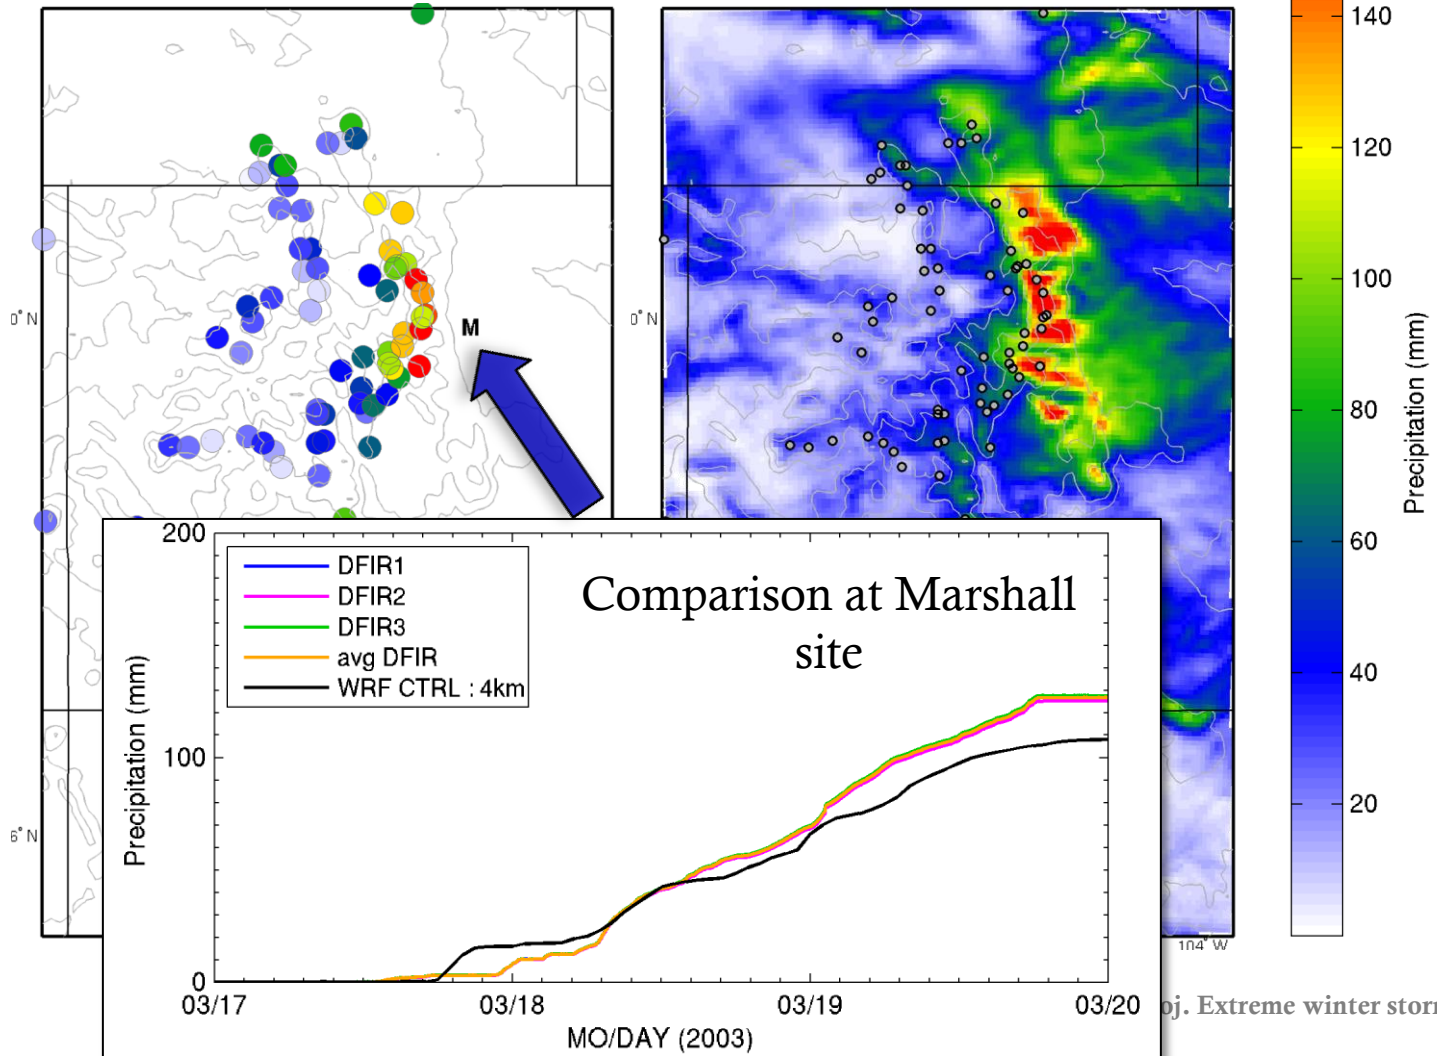 140
120
100
80
60
40
20
Precipitation (mm)
0° N
M
0° N
6° N
104° W
200
100
0
Precipitation (mm)
DFIR1
DFIR2
DFIR3
avg DFIR
WRF CTRL : 4km
Comparison at Marshall
site
03/17
03/18
03/19
03/20
MO/DAY (2003)
oj. Extreme winter stor